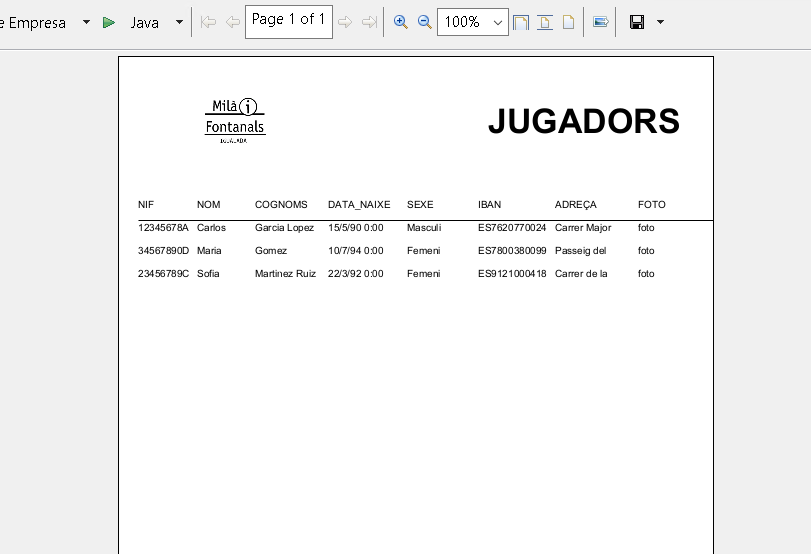 e Empresa Java Page 1 of 1 100%
Milà i
Fontanals
IGUALADA
JUGADORS
NIF NOM COGNOMS DATA_NAIXE SEXE IBAN ADREÇA FOTO
12345678A Carlos Garcia Lopez 15/5/90 0:00 Masculi ES7620770024 Carrer Major foto
34567890D Maria Gomez 10/7/94 0:00 Femeni ES7800380099 Passeig del foto
23456789C Sofia Martinez Ruiz 22/3/92 0:00 Femeni ES9121000418 Carrer de la foto